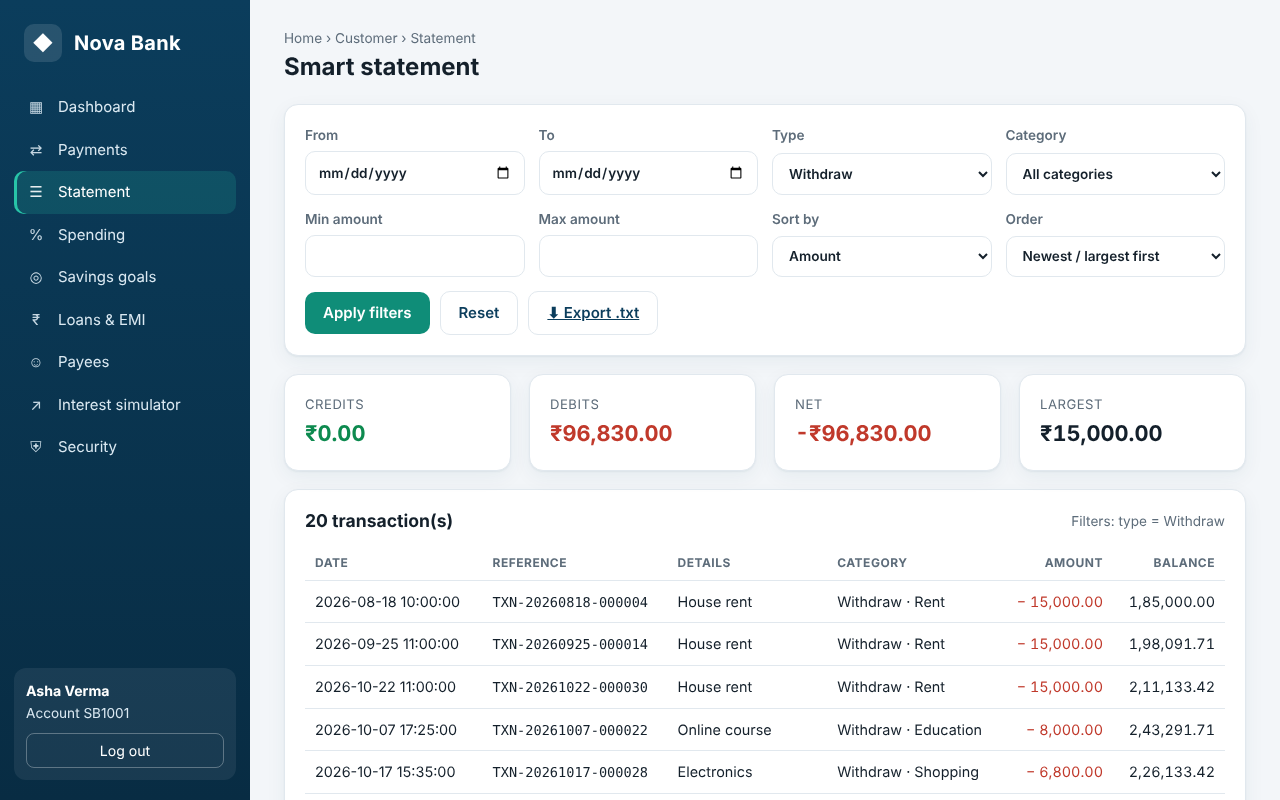 Nova Bank
Dashboard
Payments
Statement
Spending
Savings goals
Loans & EMI
Payees
Interest simulator
Security
Asha Verma
Account SB1001
Log out
Home › Customer › Statement
Smart statement
From To Type Category
mm/dd/yyyy mm/dd/yyyy Withdraw All categories
Min amount Max amount Sort by Order
Amount Newest / largest first
Apply filters Reset ⬇ Export .txt
CREDITS DEBITS NET LARGEST
₹0.00 ₹96,830.00 -₹96,830.00 ₹15,000.00
20 transaction(s) Filters: type = Withdraw
DATE REFERENCE DETAILS CATEGORY AMOUNT BALANCE
2026-08-18 10:00:00 TXN-20260818-000004 House rent Withdraw · Rent − 15,000.00 1,85,000.00
2026-09-25 11:00:00 TXN-20260925-000014 House rent Withdraw · Rent − 15,000.00 1,98,091.71
2026-10-22 11:00:00 TXN-20261022-000030 House rent Withdraw · Rent − 15,000.00 2,11,133.42
2026-10-07 17:25:00 TXN-20261007-000022 Online course Withdraw · Education − 8,000.00 2,43,291.71
2026-10-17 15:35:00 TXN-20261017-000028 Electronics Withdraw · Shopping − 6,800.00 2,26,133.42